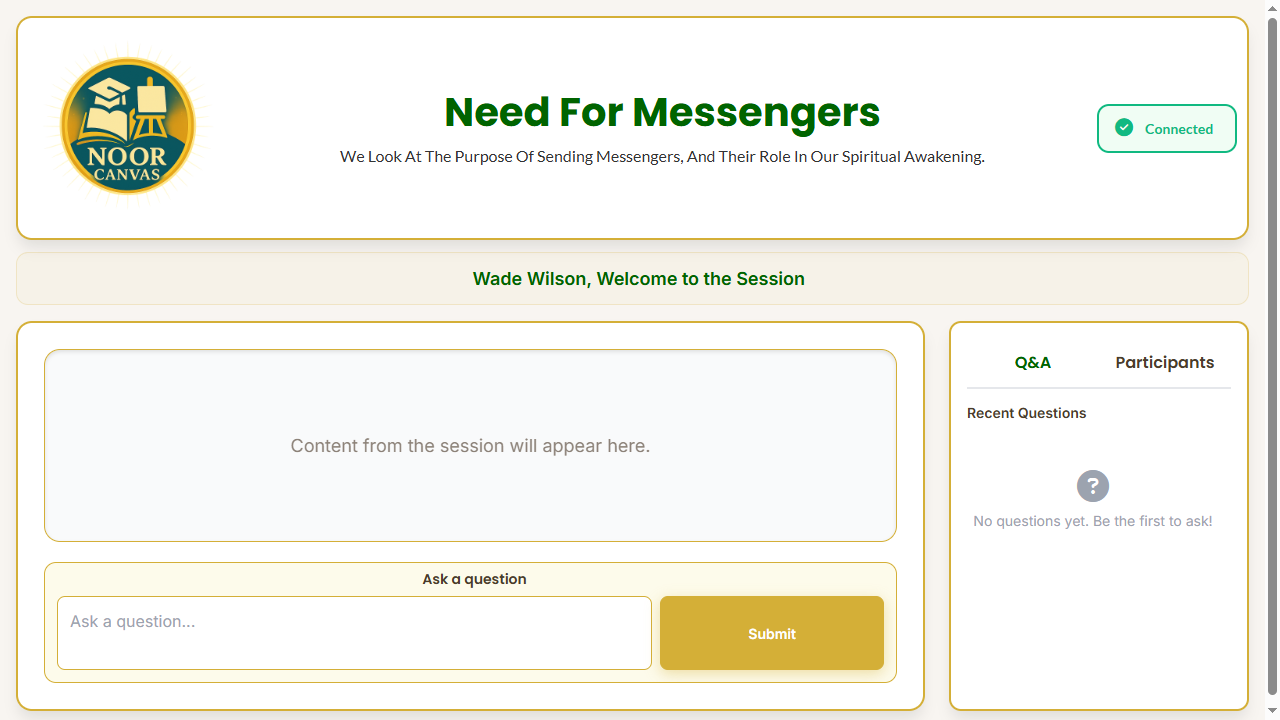 NOOR
CANVAS
Need For Messengers
We Look At The Purpose Of Sending Messengers, And Their Role In Our Spiritual Awakening.
Connected
Wade Wilson, Welcome to the Session
Content from the session will appear here.
Ask a question
Ask a question...
Submit
Q&A
Participants
Recent Questions
?
No questions yet. Be the first to ask!